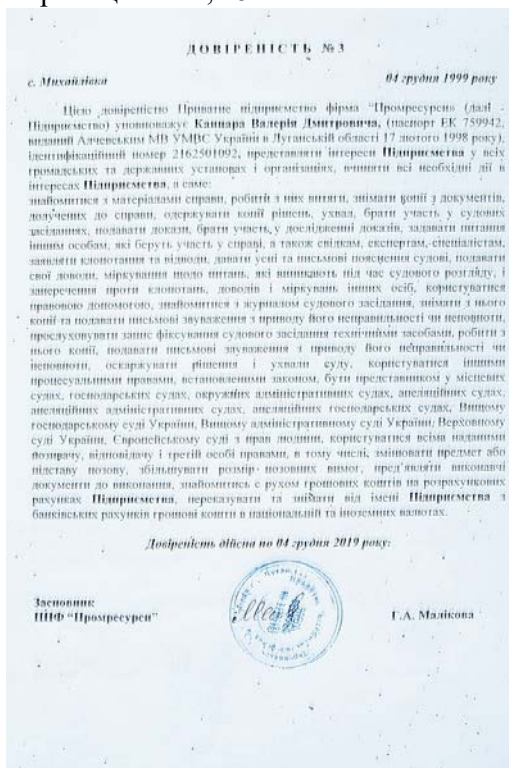 ДОВІРЕНІСТЬ №3
с. Михайлівка 04 грудня 1999 року
Цією довіреністю Приватне підприємство фірма "Промресурси" (далі -
Підприємство) уповноважує Каннара Валерія Дмитровича, (паспорт ЕК 759942,
виданий Алчевським МВ УМВС України в Луганській області 17 лютого 1998 року),
ідентифікаційний номер 2162501092, представляти інтереси Підприємства у всіх
громадських та державних установах і організаціях, вчиняти всі необхідні дії в
інтересах Підприємства, а саме:
знайомитися з матеріалами справи, робити з них витяги, знімати копії з документів,
долучених до справи, одержувати копії рішень, ухвал, брати участь у судових
засіданнях, подавати докази, брати участь у дослідженні доказів, задавати питання
іншим особам, які беруть участь у справі, а також свідкам, експертам, спеціалістам,
заявляти клопотання та відводи, давати усні та письмові пояснення судові, подавати
свої доводи, міркування щодо питань, які виникають під час судового розгляду, і
заперечення проти клопотань, доводів і міркувань інших осіб, користуватися
правовою допомогою, знайомитися з журналом судового засідання, знімати з нього
копії та подавати письмові зауваження з приводу його неправильності чи неповноти,
прослуховувати запис фіксування судового засідання технічними засобами, робити з
нього копії, подавати письмові зауваження з приводу його неправильності чи
неповноти, оскаржувати рішення і ухвали суду, користуватися іншими
процесуальними правами, встановленими законом, бути представником у місцевих
судах, господарських судах, окружних адміністративних судах, апеляційних судах,
апеляційних адміністративних судах, апеляційних господарських судах, Вищому
господарському суді України, Вищому адміністративному суді України, Верховному
суді України, Європейському суді з прав людини, користуватися всіма наданими
позивачу, відповідачу і третій особі правами, в тому числі, змінювати предмет або
підставу позову, збільшувати розмір позовних вимог, пред'являти виконавчі
документи до виконання, знайомитись с рухом грошових коштів на розрахункових
рахунках Підприємства, переказувати та знімати від імені Підприємства з
банківських рахунків грошові кошти в національній та іноземних валютах.
Довіреність дійсна по 04 грудня 2019 року.
Засновник
ППФ "Промресурси" Г.А. Малікова